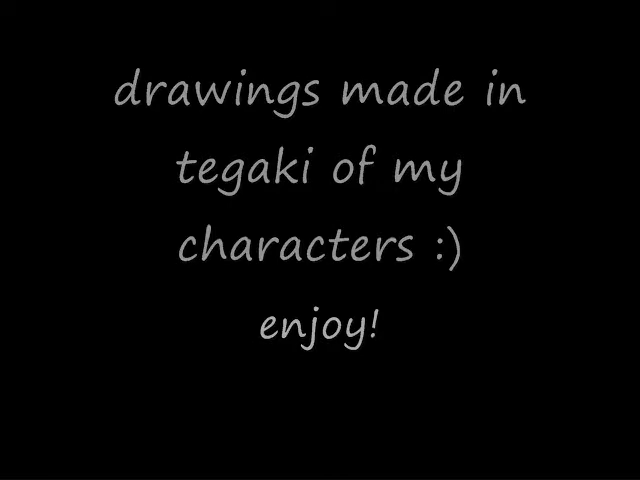 drawings made in
tegaki of my
characters :)
enjoy!